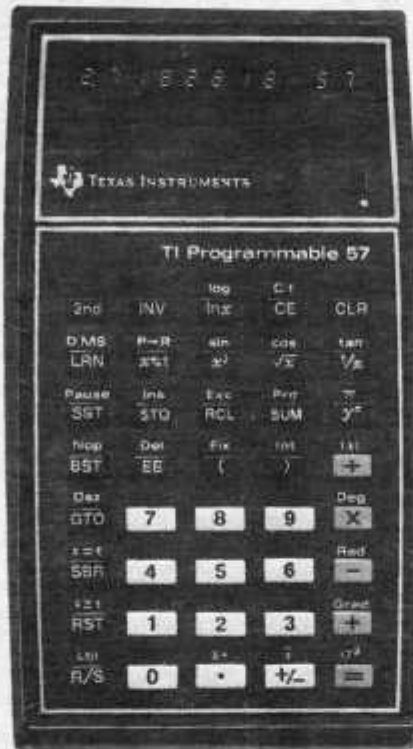 TEXAS INSTRUMENTS
TI Programmable 57
log C.t
2nd INV lnx CE CLR
D.MS P→R sin cos tan
LRN x⇄t x² √x 1/x
Pause Ins Exc Prd π
SST STO RCL SUM yˣ
Nop Del Fix Int |x|
BST EE ( )
Dsz Deg
GTO 7 8 9 X
x=t Rad
SBR 4 5 6 −
x≥t Grad
RST 1 2 3 +
Lbl
R/S 0 . +/− =